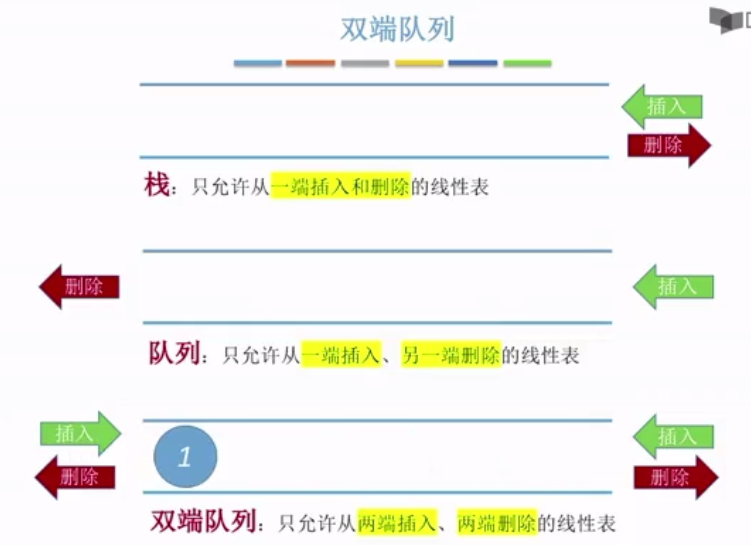 双端队列
插入
删除
栈：只允许从一端插入和删除的线性表
删除
插入
队列：只允许从一端插入、另一端删除的线性表
插入
1
插入
删除
删除
双端队列：只允许从两端插入、两端删除的线性表